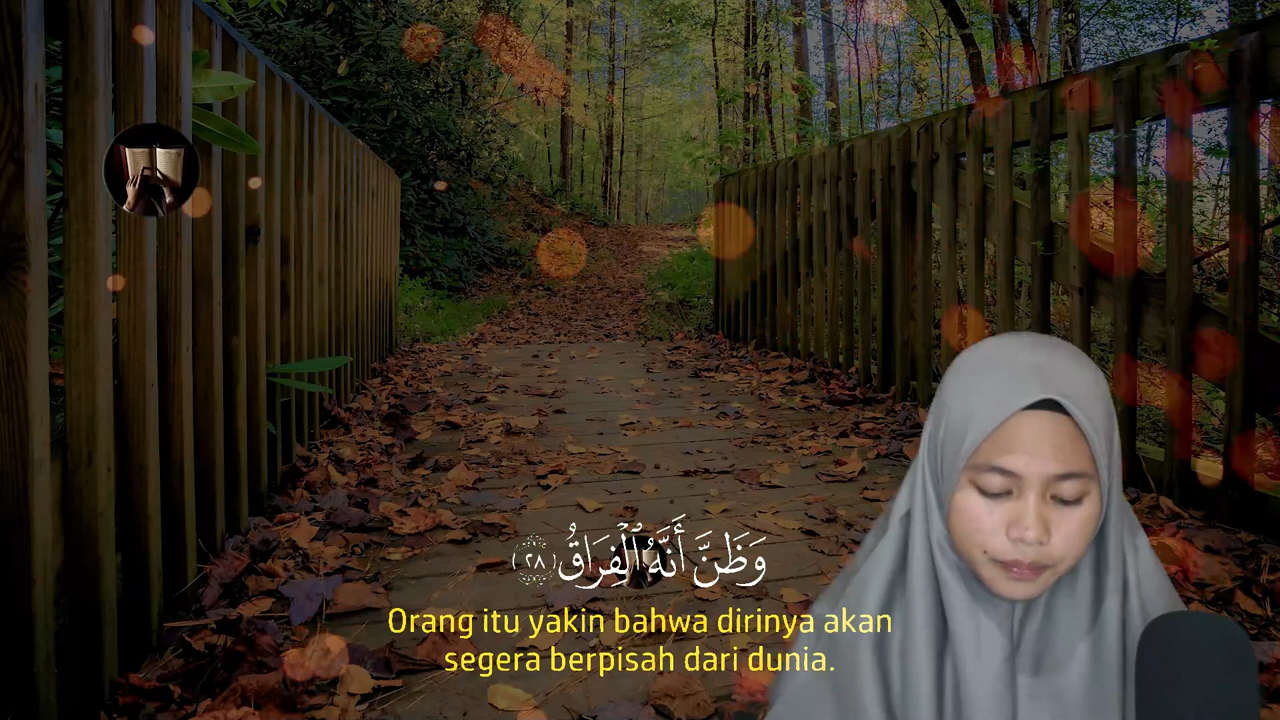 وَظَنَّ أَنَّهُ ٱلْفِرَاقُ ﴿٢٨﴾
Orang itu yakin bahwa dirinya akan
segera berpisah dari dunia.